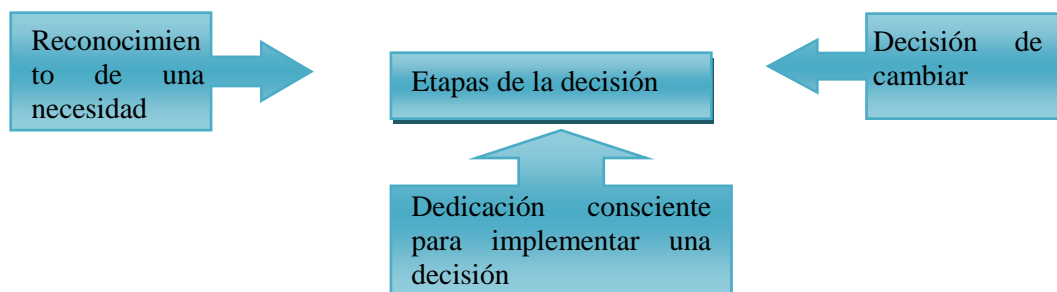 Reconocimien
to de una
necesidad
Etapas de la decisión
Decisión de
cambiar
Dedicación consciente
para implementar una
decisión